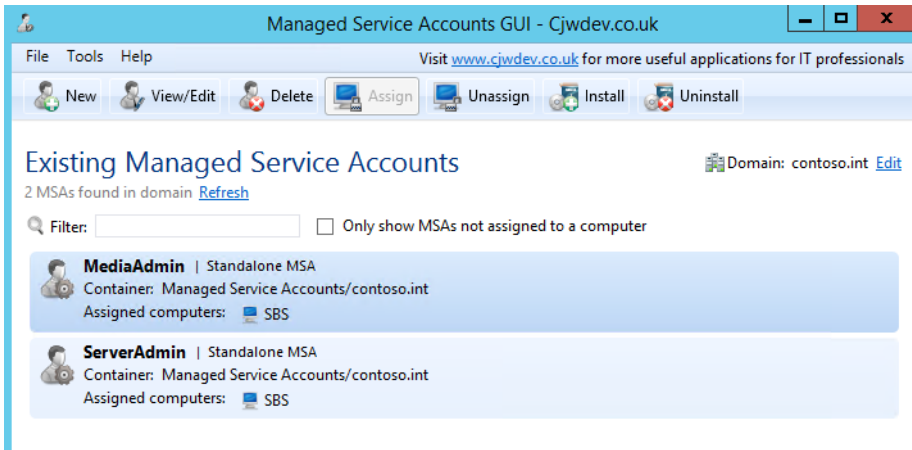 Managed Service Accounts GUI - Cjwdev.co.uk
File Tools Help Visit www.cjwdev.co.uk for more useful applications for IT professionals
New View/Edit Delete Assign Unassign Install Uninstall
Existing Managed Service Accounts
Domain: contoso.int Edit
2 MSAs found in domain Refresh
Filter: Only show MSAs not assigned to a computer
MediaAdmin | Standalone MSA
Container: Managed Service Accounts/contoso.int
Assigned computers: SBS
ServerAdmin | Standalone MSA
Container: Managed Service Accounts/contoso.int
Assigned computers: SBS